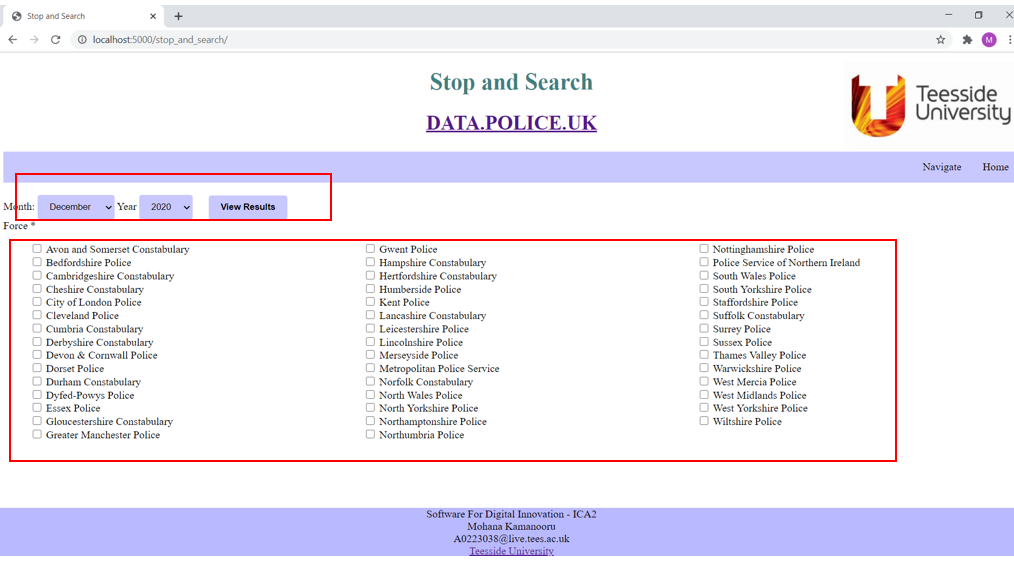 Stop and Search
localhost:5000/stop_and_search/
M
Stop and Search
DATA.POLICE.UK
Teesside
University
Navigate Home
Month: December Year 2020 View Results
Force *
Avon and Somerset Constabulary
Bedfordshire Police
Cambridgeshire Constabulary
Cheshire Constabulary
City of London Police
Cleveland Police
Cumbria Constabulary
Derbyshire Constabulary
Devon & Cornwall Police
Dorset Police
Durham Constabulary
Dyfed-Powys Police
Essex Police
Gloucestershire Constabulary
Greater Manchester Police
Gwent Police
Hampshire Constabulary
Hertfordshire Constabulary
Humberside Police
Kent Police
Lancashire Constabulary
Leicestershire Police
Lincolnshire Police
Merseyside Police
Metropolitan Police Service
Norfolk Constabulary
North Wales Police
North Yorkshire Police
Northamptonshire Police
Northumbria Police
Nottinghamshire Police
Police Service of Northern Ireland
South Wales Police
South Yorkshire Police
Staffordshire Police
Suffolk Constabulary
Surrey Police
Sussex Police
Thames Valley Police
Warwickshire Police
West Mercia Police
West Midlands Police
West Yorkshire Police
Wiltshire Police
Software For Digital Innovation - ICA2
Mohana Kamanooru
A0223038@live.tees.ac.uk
Teesside University